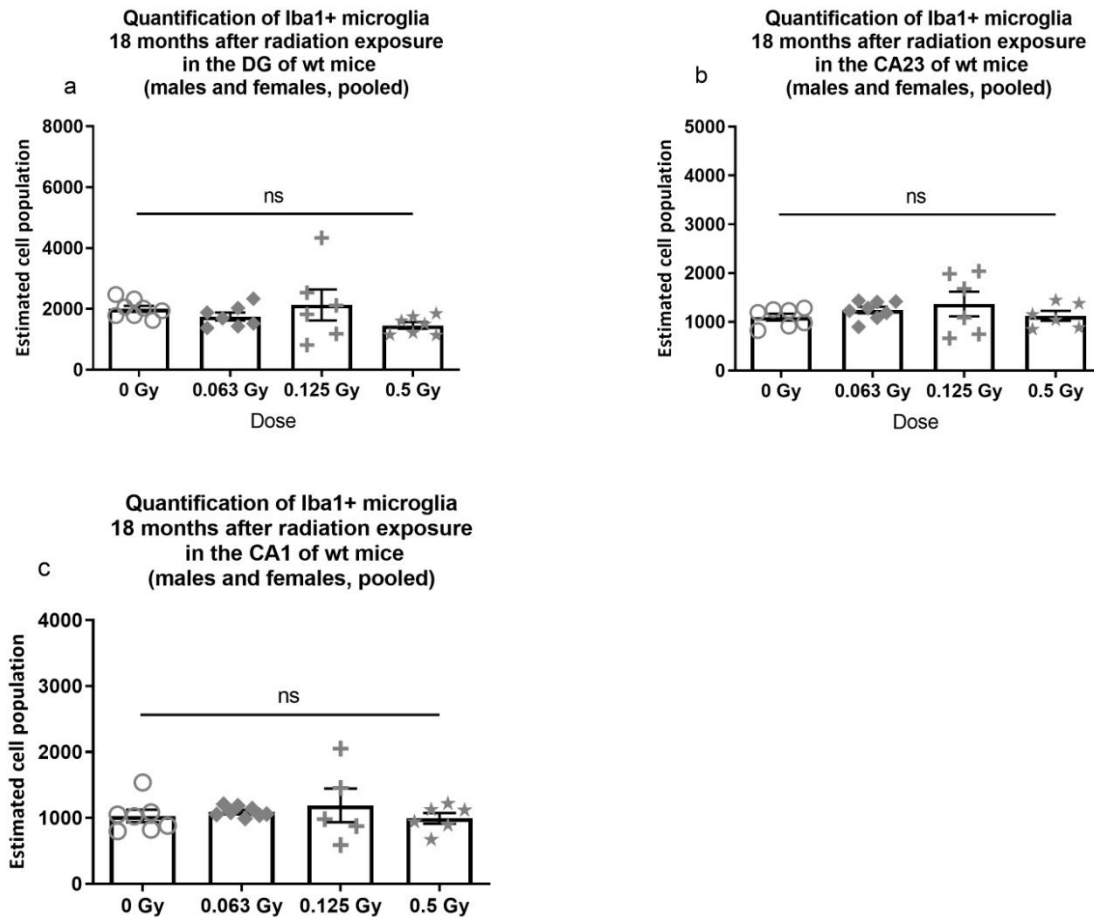 Quantification of Iba1+ microglia
18 months after radiation exposure
in the DG of wt mice
(males and females, pooled)
a
Estimated cell population
8000
6000
4000
2000
0
ns
0 Gy 0.063 Gy 0.125 Gy 0.5 Gy
Dose
Quantification of Iba1+ microglia
18 months after radiation exposure
in the CA23 of wt mice
(males and females, pooled)
b
Estimated cell population
5000
4000
3000
2000
1000
0
ns
0 Gy 0.063 Gy 0.125 Gy 0.5 Gy
Dose
Quantification of Iba1+ microglia
18 months after radiation exposure
in the CA1 of wt mice
(males and females, pooled)
c
Estimated cell population
4000
3000
2000
1000
0
ns
0 Gy 0.063 Gy 0.125 Gy 0.5 Gy